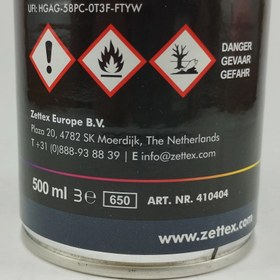 UFI: HGAG-58PC-0T3F-FTYW
DANGER
GEVAAR
GEFAHR
Zettex Europe B.V.
Plaza 20, 4782 SK Moerdijk, The Netherlands
T +31 (0)888-93 88 39 | E info@zettex.com
500 ml 3 e 650 ART. NR. 410404
www.zettex.com